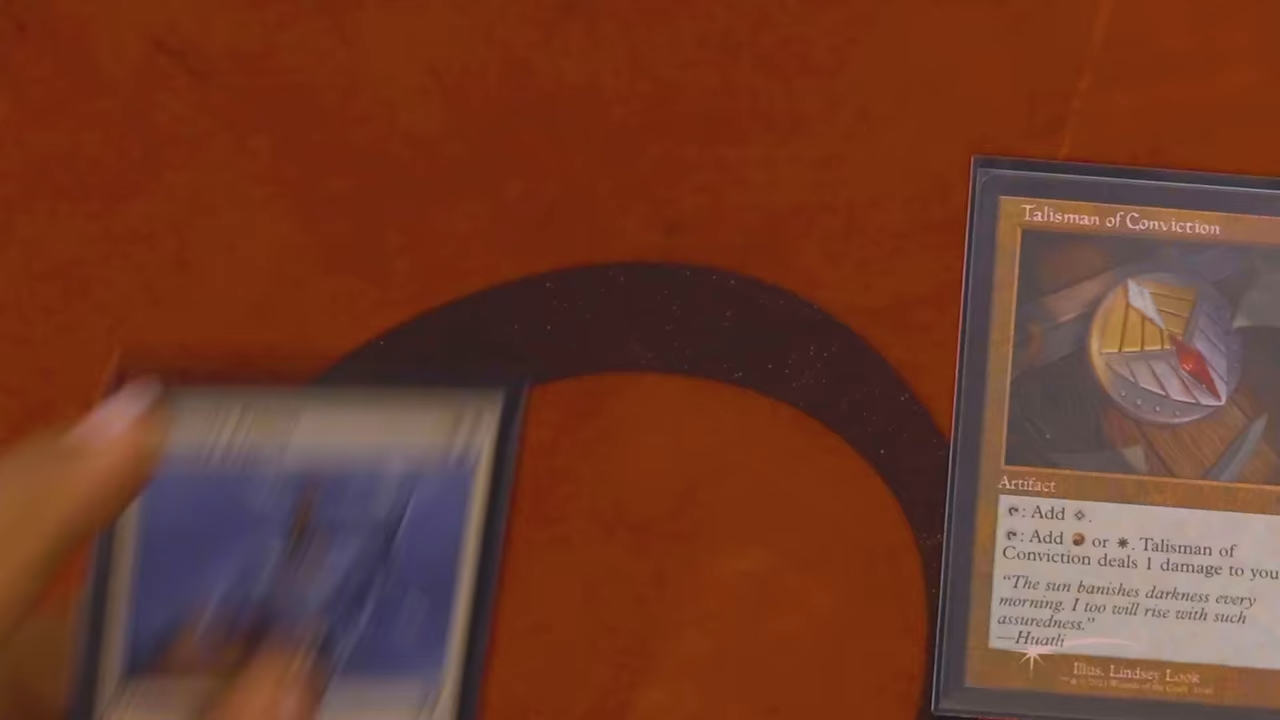 Talisman of Conviction
Artifact
: Add .
: Add or . Talisman of
Conviction deals 1 damage to you
“The sun banishes darkness every
morning. I too will rise with such
assuredness.”
—Huatli
Illus. Lindsey Look